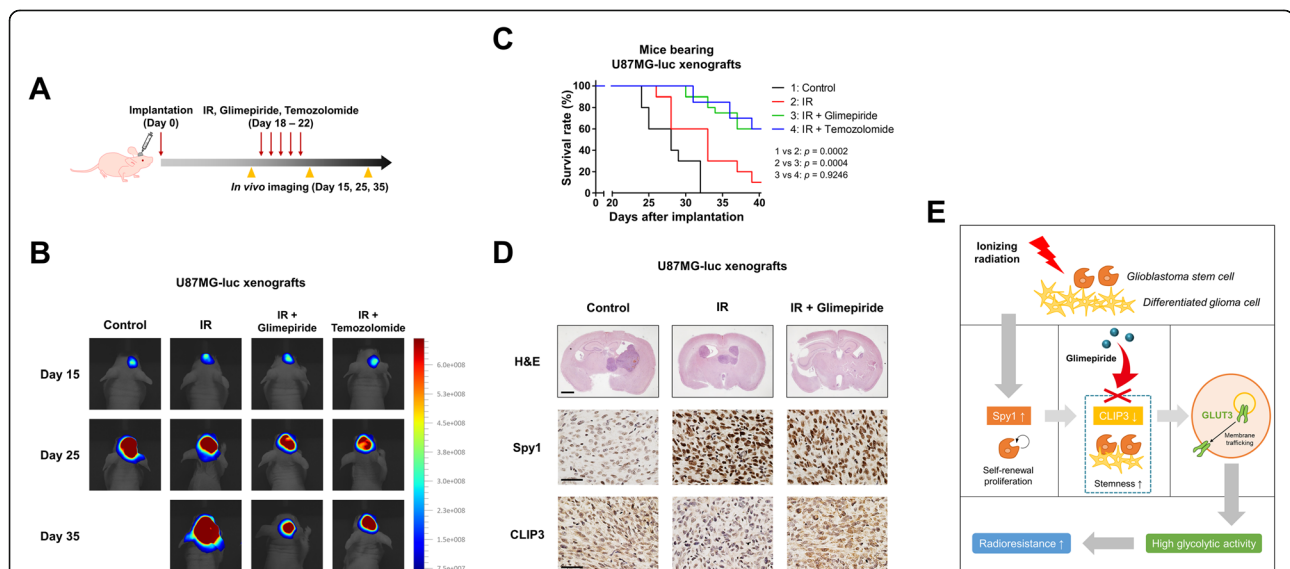 A
Implantation
(Day 0)
IR, Glimepiride, Temozolomide
(Day 18 – 22)
In vivo imaging (Day 15, 25, 35)
B
U87MG-luc xenografts
Control
IR
IR +
Glimepiride
IR +
Temozolomide
Day 15
Day 25
Day 35
6.0e+008
5.3e+008
4.5e+008
3.8e+008
3.0e+008
2.3e+008
1.5e+008
7.5e+007
C
Mice bearing
U87MG-luc xenografts
Survival rate (%)
100
80
60
40
20
0
0
20
25
30
35
40
Days after implantation
1: Control
2: IR
3: IR + Glimepiride
4: IR + Temozolomide
1 vs 2: p = 0.0002
2 vs 3: p = 0.0004
3 vs 4: p = 0.9246
D
U87MG-luc xenografts
Control
IR
IR + Glimepiride
H&E
Spy1
CLIP3
E
Ionizing
radiation
Glioblastoma stem cell
Differentiated glioma cell
Glimepiride
Spy1 ↑
CLIP3 ↓
GLUT3
Membrane
trafficking
Self-renewal
proliferation
Stemness ↑
Radioresistance ↑
High glycolytic activity